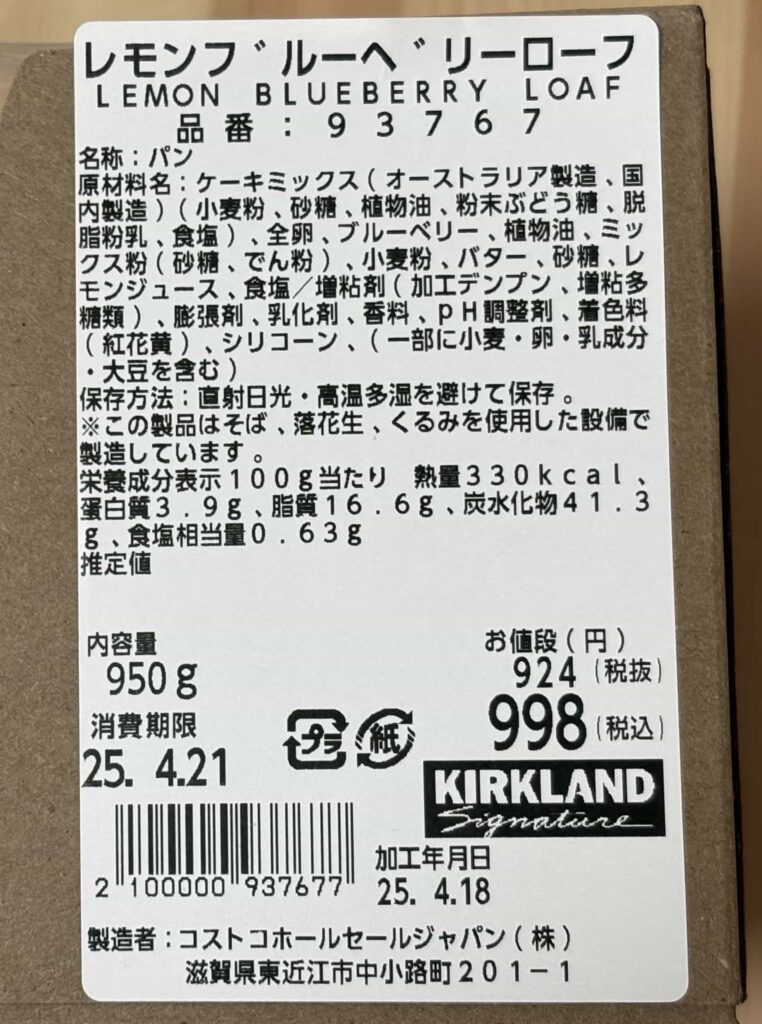 レモンブルーベリーローフ
LEMON BLUEBERRY LOAF
品番：93767
名称：パン
原材料名：ケーキミックス（オーストラリア製造、国
内製造）（小麦粉、砂糖、植物油、粉末ぶどう糖、脱
脂粉乳、食塩）、全卵、ブルーベリー、植物油、ミッ
クス粉（砂糖、でん粉）、小麦粉、バター、砂糖、レ
モンジュース、食塩／増粘剤（加工デンプン、増粘多
糖類）、膨張剤、乳化剤、香料、pH調整剤、着色料
（紅花黄）、シリコーン、（一部に小麦・卵・乳成分
・大豆を含む）
保存方法：直射日光・高温多湿を避けて保存。
※この製品はそば、落花生、くるみを使用した設備で
製造しています。
栄養成分表示100g当たり　熱量330kcal、
蛋白質3.9g、脂質16.6g、炭水化物41.3
g、食塩相当量0.63g
推定値
内容量
950g
お値段（円）
924（税抜）
998（税込）
消費期限
25. 4.21
プラ
紙
KIRKLAND
Signature
2 100000 937677
加工年月日
25. 4.18
製造者：コストコホールセールジャパン（株）
滋賀県東近江市中小路町201-1